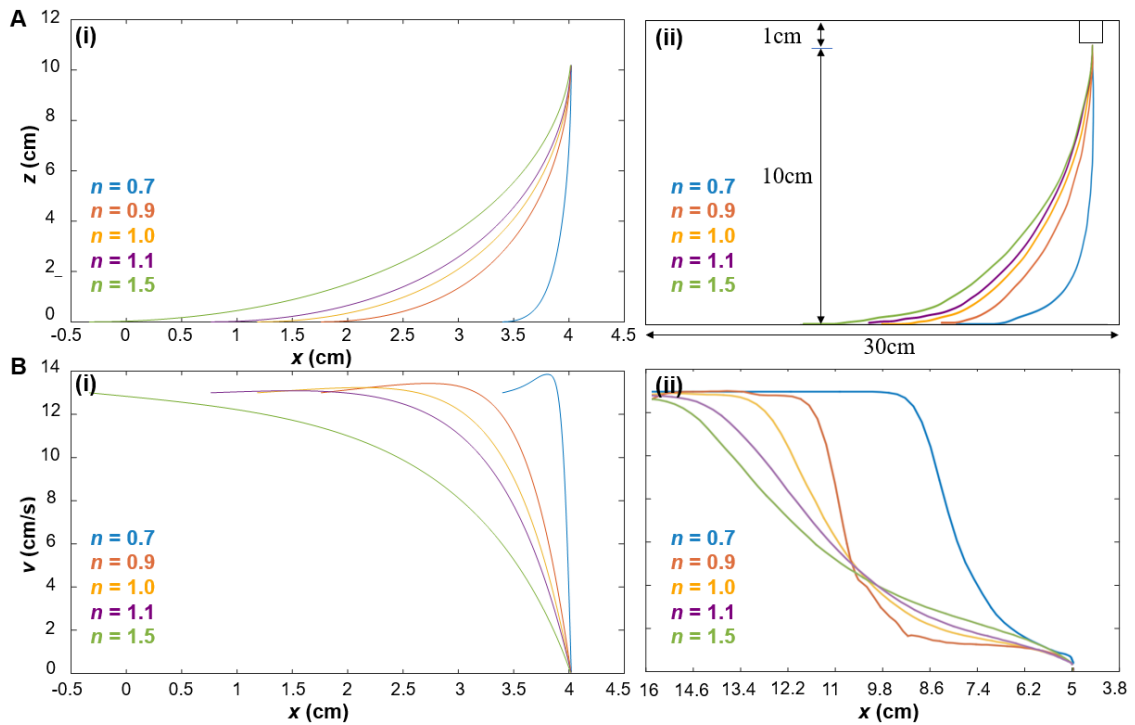 A
(i)
12
10
8
6
4
2
0
z (cm)
n = 0.7
n = 0.9
n = 1.0
n = 1.1
n = 1.5
-0.5 0 0.5 1 1.5 2 2.5 3 3.5 4 4.5
x (cm)
(ii)
1cm
10cm
n = 0.7
n = 0.9
n = 1.0
n = 1.1
n = 1.5
30cm
B
(i)
14
12
10
8
6
4
2
0
v (cm/s)
n = 0.7
n = 0.9
n = 1.0
n = 1.1
n = 1.5
-0.5 0 0.5 1 1.5 2 2.5 3 3.5 4 4.5
x (cm)
(ii)
n = 0.7
n = 0.9
n = 1.0
n = 1.1
n = 1.5
16 14.6 13.4 12.2 11 9.8 8.6 7.4 6.2 5 3.8
x (cm)